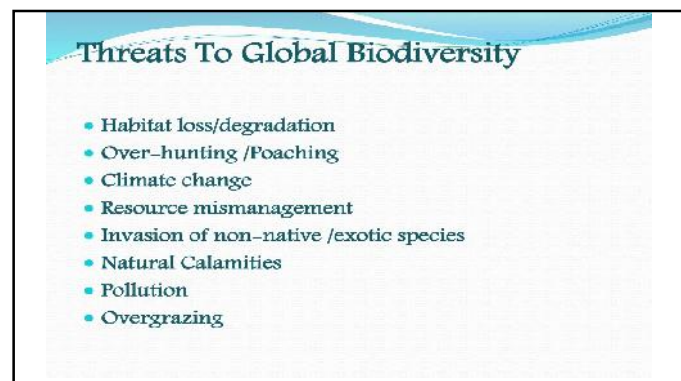 Threats To Global Biodiversity
• Habitat loss/degradation
• Over-hunting /Poaching
• Climate change
• Resource mismanagement
• Invasion of non-native /exotic species
• Natural Calamities
• Pollution
• Overgrazing